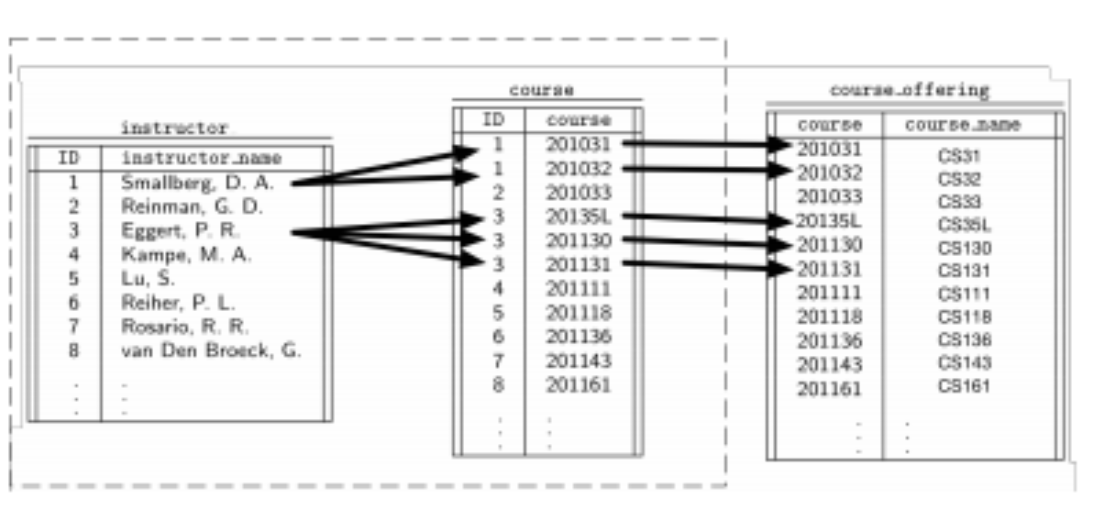 instructor
ID instructor_name
1 Smallberg, D. A.
2 Reinman, G. D.
3 Eggert, P. R.
4 Kampe, M. A.
5 Lu, S.
6 Reiher, P. L.
7 Rosario, R. R.
8 van Den Broeck, G.
course
ID course
1 201031
1 201032
2 201033
3 20135L
3 201130
3 201131
4 201111
5 201118
6 201136
7 201143
8 201161
course_offering
course course_name
201031 CS31
201032 CS32
201033 CS33
20135L CS35L
201130 CS130
201131 CS131
201111 CS111
201118 CS118
201136 CS136
201143 CS143
201161 CS161